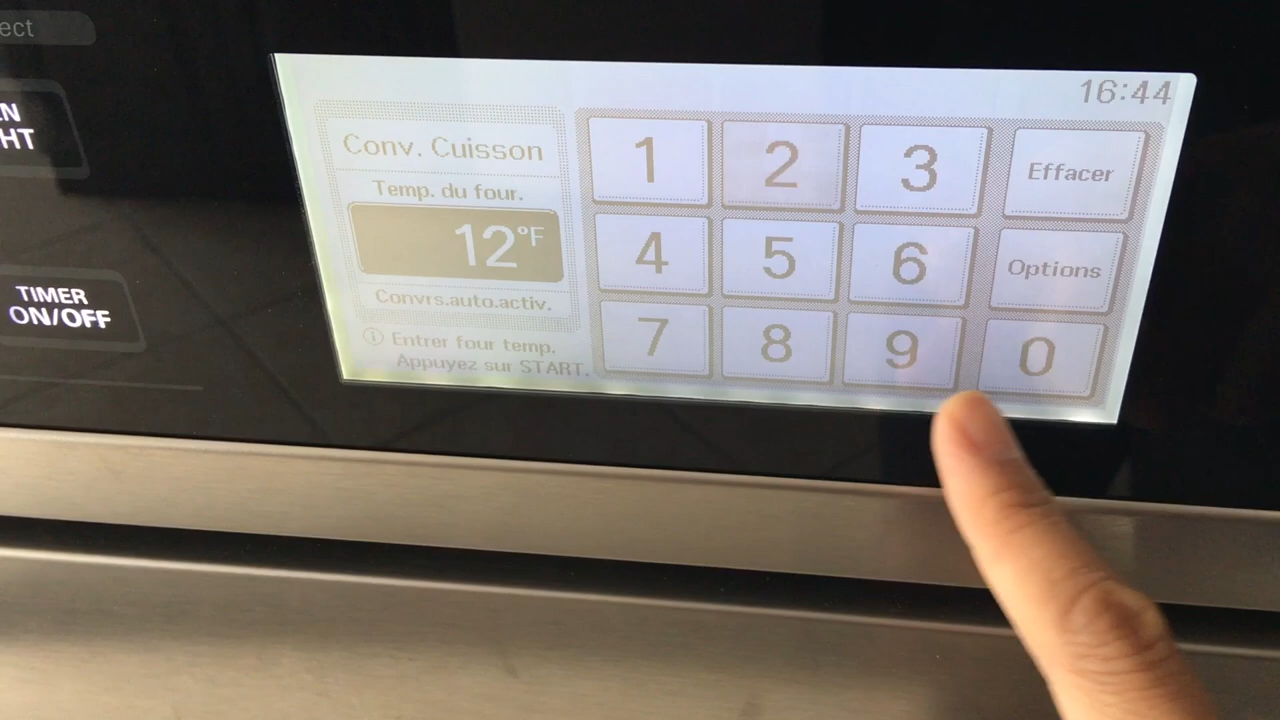 ect
16:44
Conv. Cuisson
Temp. du four.
12°F
Convrs.auto.activ.
ⓘ Entrer four temp.
Appuyez sur START.
1 2 3 Effacer
4 5 6 Options
7 8 9 0
EN
HT
TIMER
ON/OFF